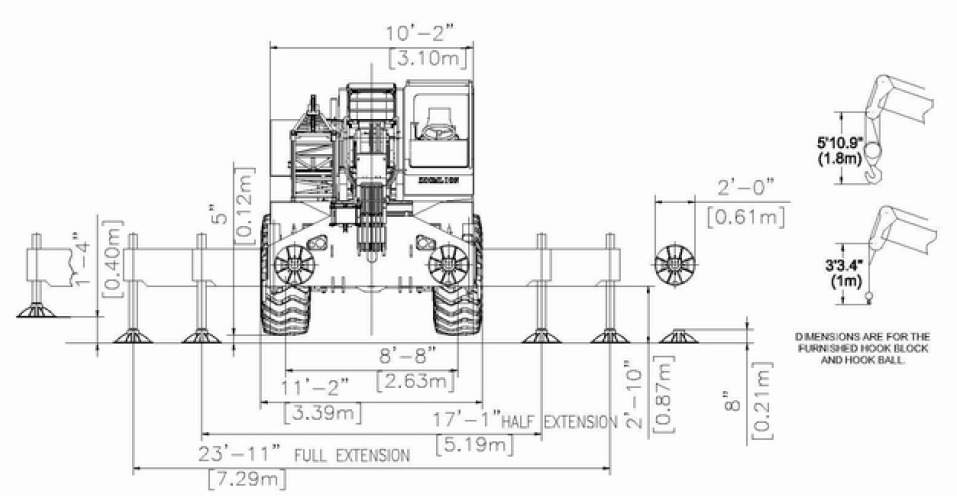 10'-2"
[3.10m]
5'10.9"
(1.8m)
ZOOMLION
2'-0"
[0.61m]
5"
[0.12m]
1'-4"
[0.40m]
3'3.4"
(1m)
DIMENSIONS ARE FOR THE
FURNISHED HOOK BLOCK
AND HOOK BALL.
8'-8"
[2.63m]
11'-2"
[3.39m]
2'-10"
[0.87m]
8"
[0.21m]
17'-1" HALF EXTENSION
[5.19m]
23'-11" FULL EXTENSION
[7.29m]